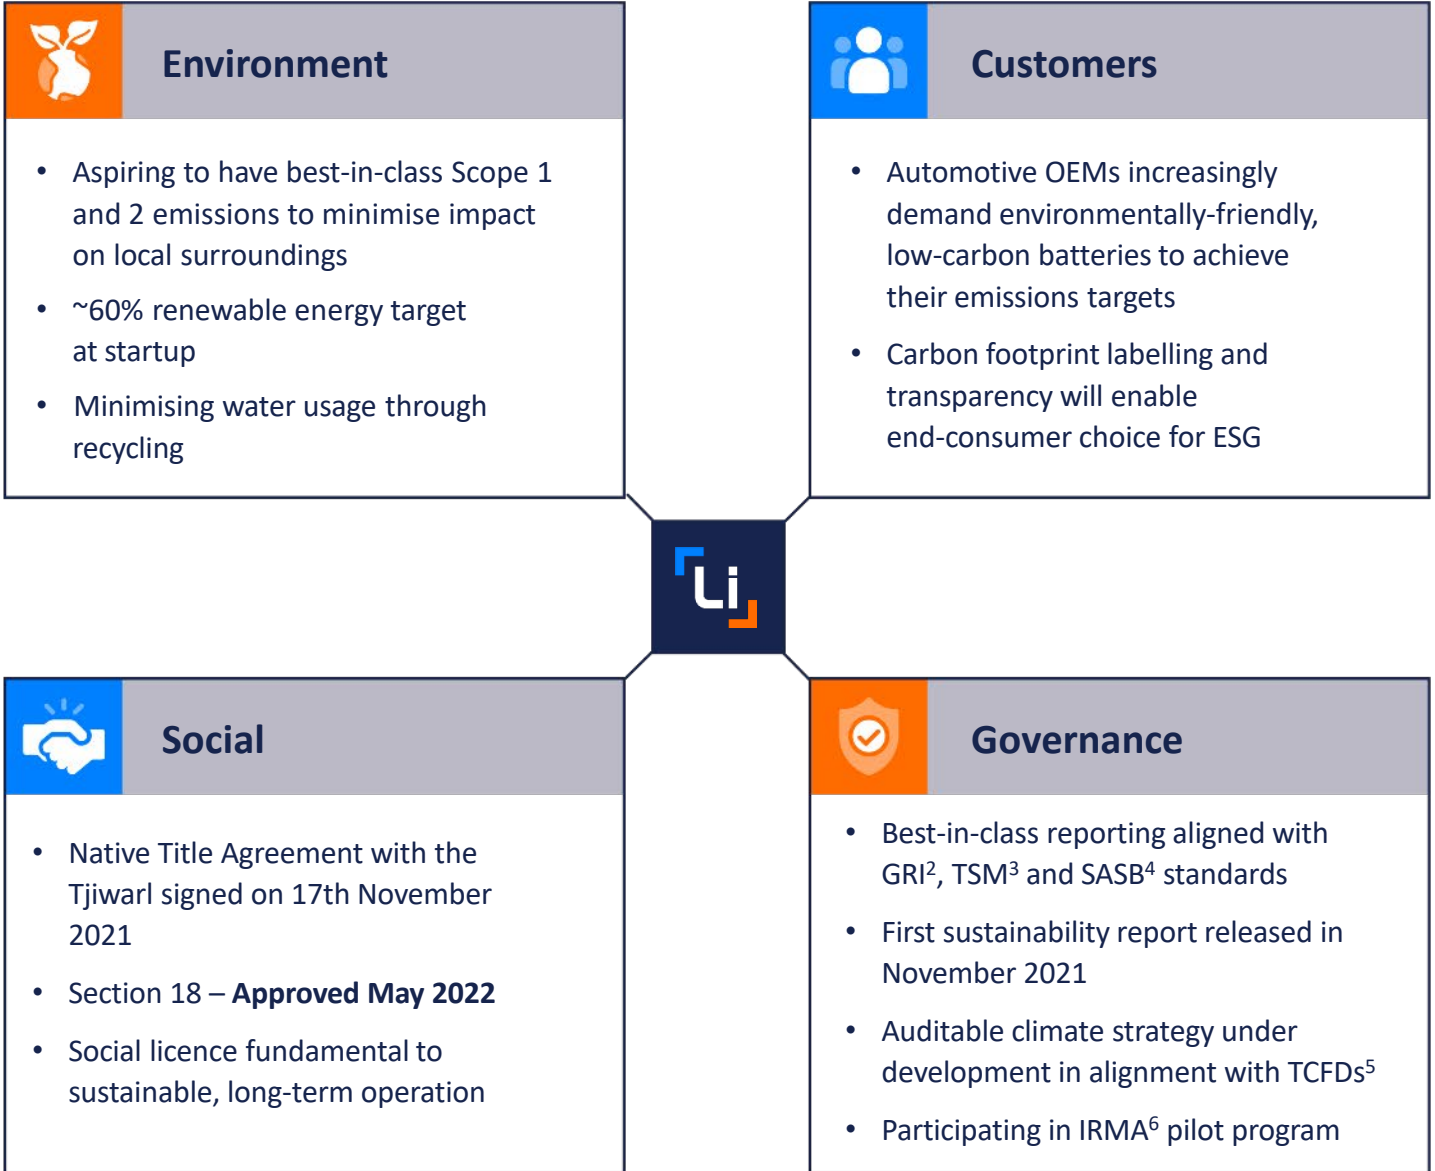 Environment
• Aspiring to have best-in-class Scope 1
and 2 emissions to minimise impact
on local surroundings
• ~60% renewable energy target
at startup
• Minimising water usage through
recycling
Customers
• Automotive OEMs increasingly
demand environmentally-friendly,
low-carbon batteries to achieve
their emissions targets
• Carbon footprint labelling and
transparency will enable
end-consumer choice for ESG
Li
Social
• Native Title Agreement with the
Tjiwarl signed on 17th November
2021
• Section 18 – Approved May 2022
• Social licence fundamental to
sustainable, long-term operation
Governance
• Best-in-class reporting aligned with
GRI², TSM³ and SASB⁴ standards
• First sustainability report released in
November 2021
• Auditable climate strategy under
development in alignment with TCFDs⁵
• Participating in IRMA⁶ pilot program